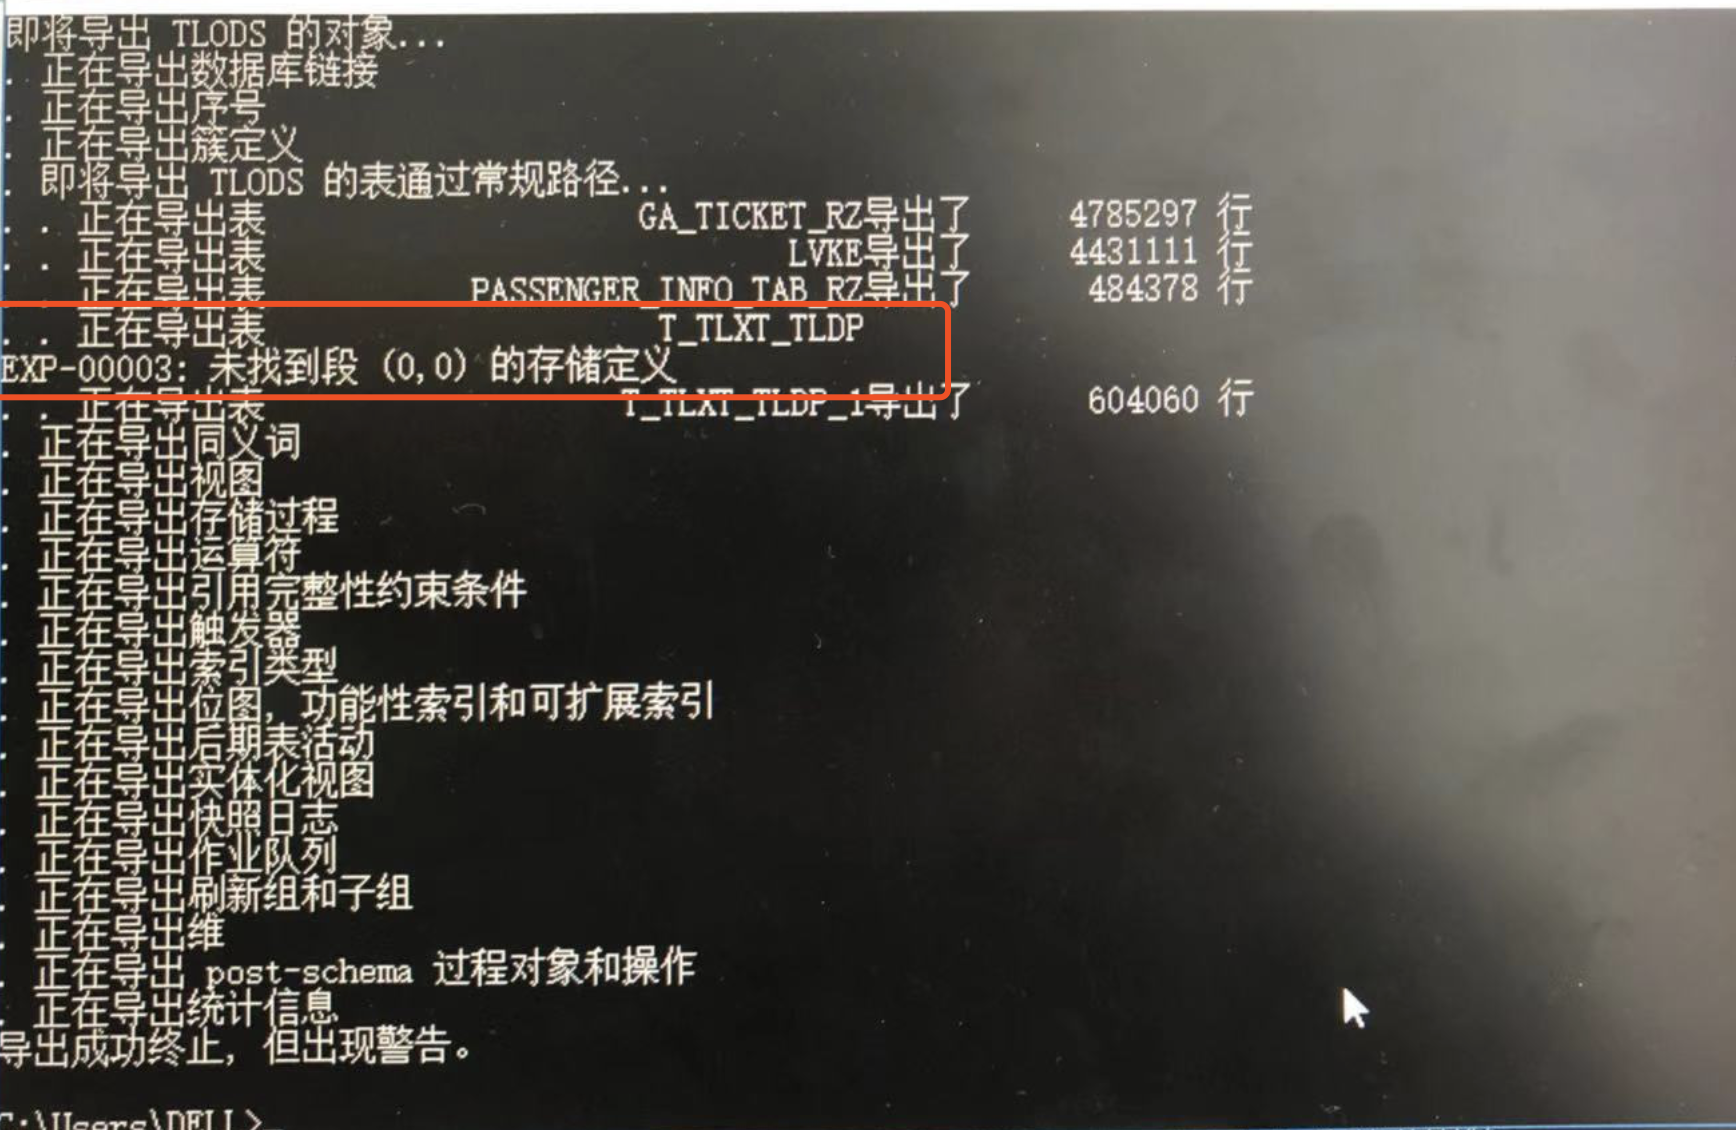 即将导出 TLODS 的对象...
. 正在导出数据库链接
. 正在导出序号
. 正在导出簇定义
. 即将导出 TLODS 的表通过常规路径...
. . 正在导出表 GA_TICKET_RZ导出了 4785297 行
. . 正在导出表 LVKE导出了 4431111 行
. . 正在导出表 PASSENGER_INFO_TAB_RZ导出了 484378 行
. . 正在导出表 T_TLXT_TLDP
EXP-00003: 未找到段 (0,0) 的存储定义
. . 正在导出表 T_TLXT_TLDP_1导出了 604060 行
. 正在导出同义词
. 正在导出视图
. 正在导出存储过程
. 正在导出运算符
. 正在导出引用完整性约束条件
. 正在导出触发器
. 正在导出索引类型
. 正在导出位图, 功能性索引和可扩展索引
. 正在导出后期表活动
. 正在导出实体化视图
. 正在导出快照日志
. 正在导出作业队列
. 正在导出刷新组和子组
. 正在导出维
. 正在导出 post-schema 过程对象和操作
. 正在导出统计信息
导出成功终止, 但出现警告。
C:\Users\DELL>_